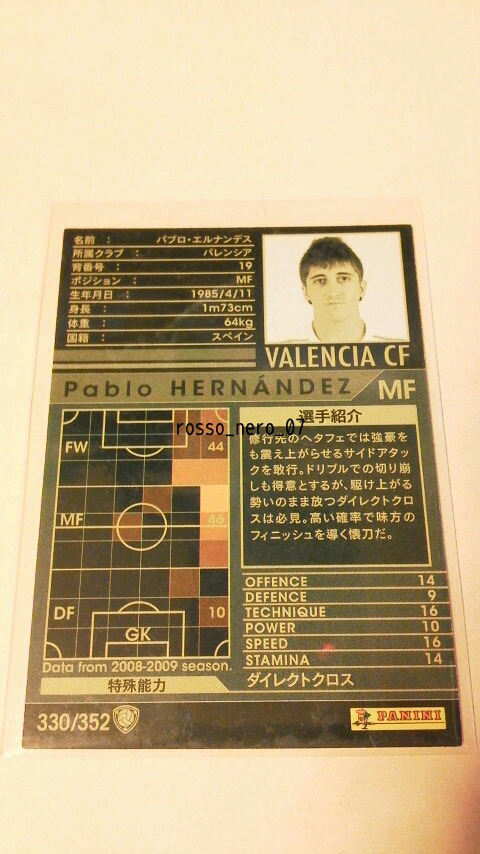 名前 : パブロ・エルナンデス
所属クラブ : バレンシア
背番号 : 19
ポジション : MF
生年月日 : 1985/4/11
身長 : 1m73cm
体重 : 64kg
国籍 : スペイン
VALENCIA CF
Pablo HERNÁNDEZ MF
rosso_nero_07
FW 44
MF 46
DF 10
GK
Data from 2008-2009 season.
選手紹介
修行先のヘタフェでは強豪を
も震え上がらせるサイドアタッ
クを敢行。ドリブルでの切り崩
しも得意とするが、駆け上がる
勢いのまま放つダイレクトクロ
スは必見。高い確率で味方の
フィニッシュを導く懐刀だ。
OFFENCE 14
DEFENCE 9
TECHNIQUE 16
POWER 10
SPEED 16
STAMINA 14
特殊能力 ダイレクトクロス
330/352
PANINI